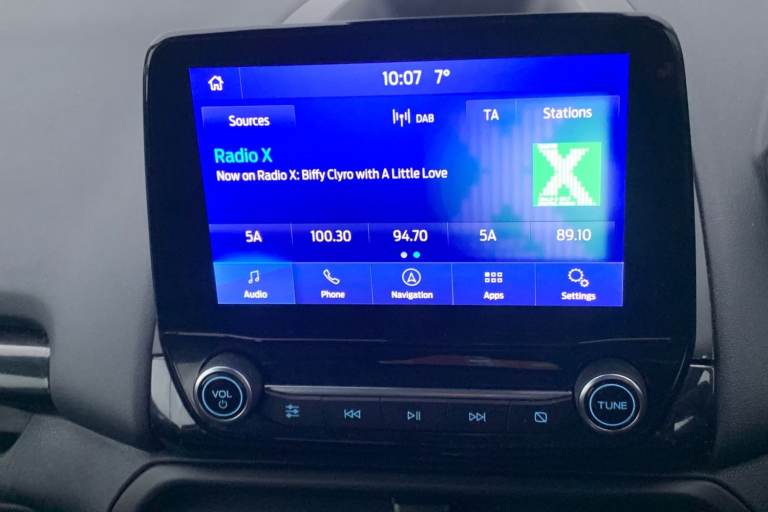 10:07 7°
Sources
DAB
TA
Stations
Radio X
Now on Radio X: Biffy Clyro with A Little Love
X
5A 100.30 94.70 5A 89.10
Audio Phone Navigation Apps Settings
VOL
TUNE